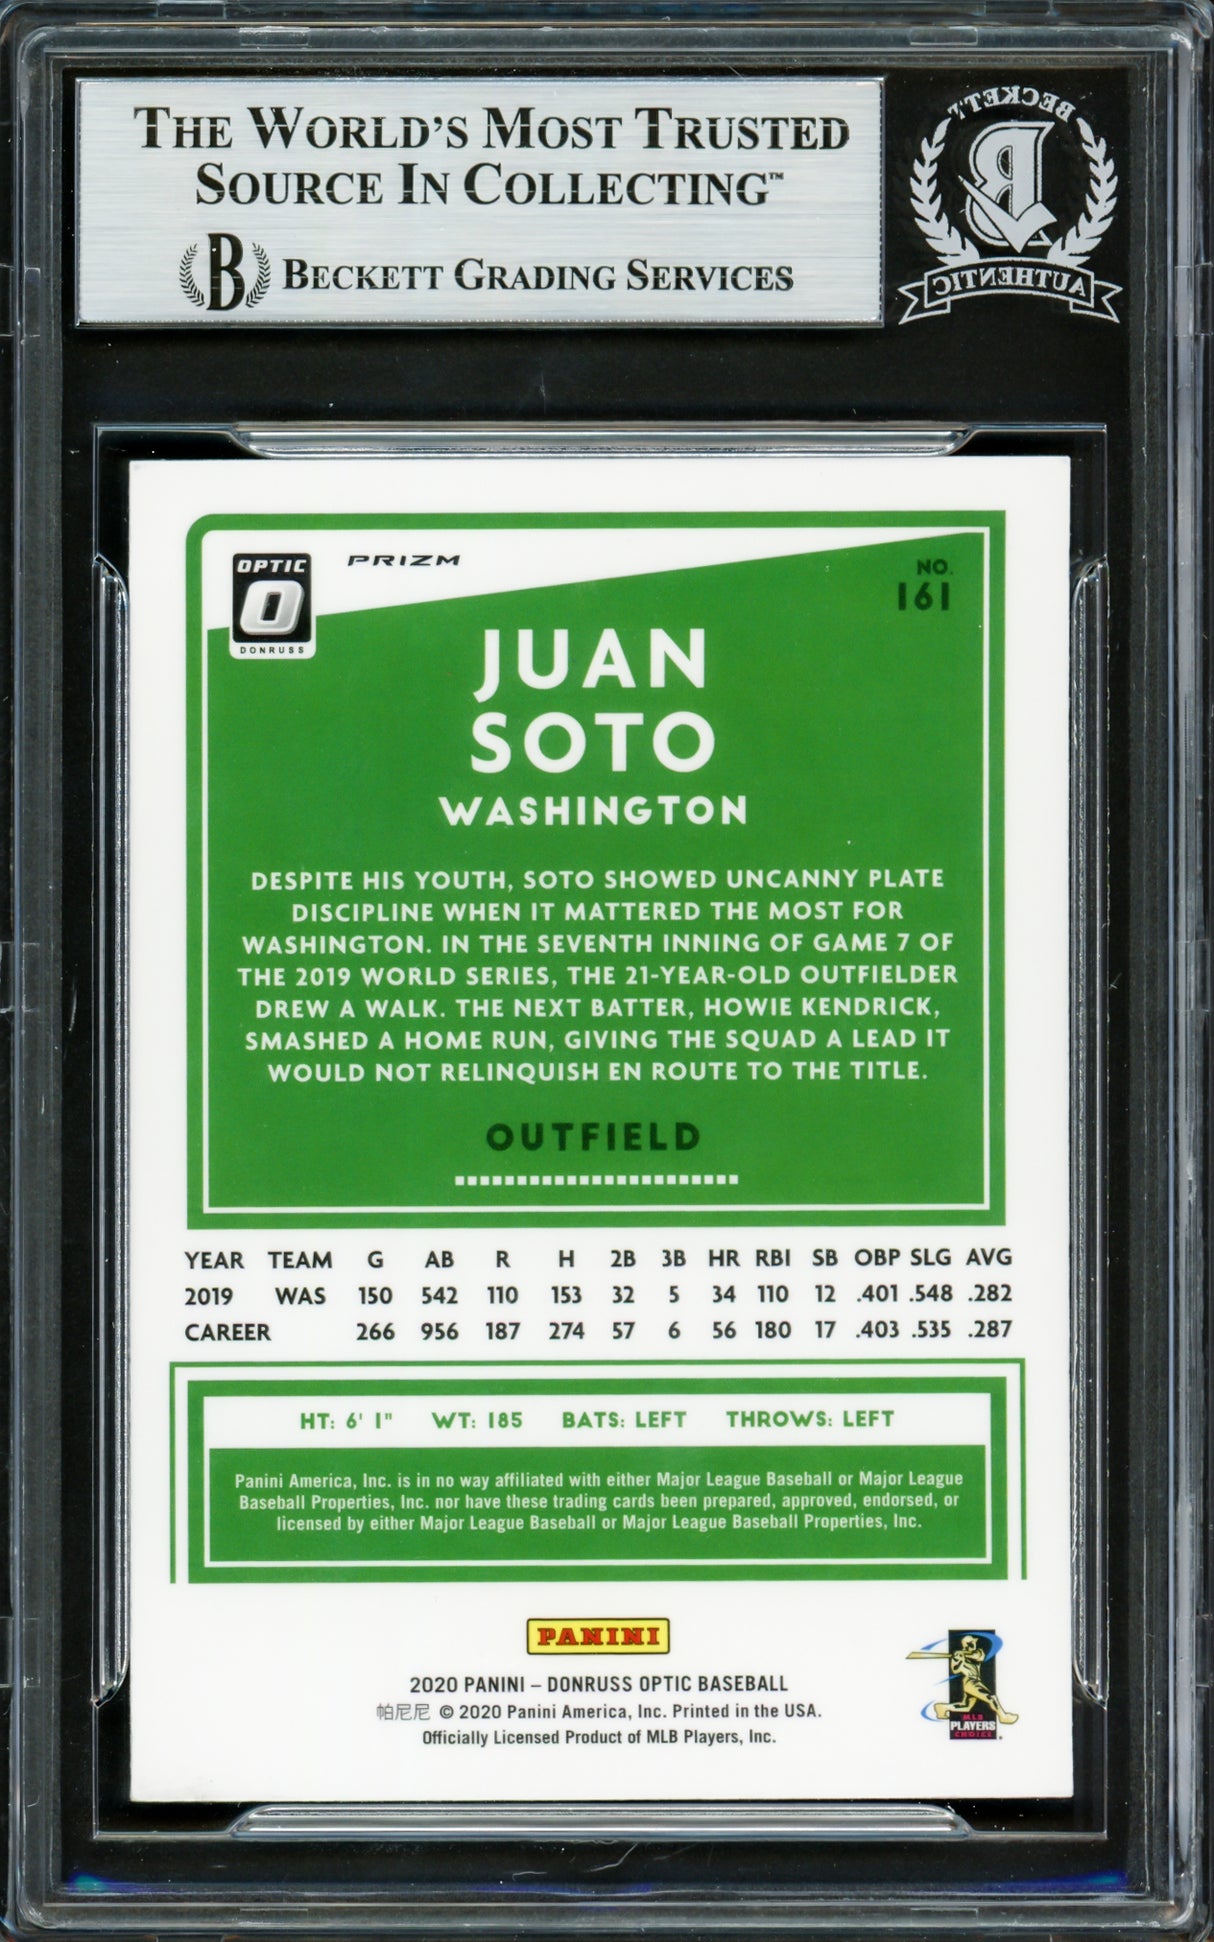 THE WORLD'S MOST TRUSTED
SOURCE IN COLLECTING™
B BECKETT GRADING SERVICES
BECKETT
B
AUTHENTIC
OPTIC
O
DONRUSS
PRIZM
NO.
161
JUAN
SOTO
WASHINGTON
DESPITE HIS YOUTH, SOTO SHOWED UNCANNY PLATE
DISCIPLINE WHEN IT MATTERED THE MOST FOR
WASHINGTON. IN THE SEVENTH INNING OF GAME 7 OF
THE 2019 WORLD SERIES, THE 21-YEAR-OLD OUTFIELDER
DREW A WALK. THE NEXT BATTER, HOWIE KENDRICK,
SMASHED A HOME RUN, GIVING THE SQUAD A LEAD IT
WOULD NOT RELINQUISH EN ROUTE TO THE TITLE.
OUTFIELD
YEAR TEAM G AB R H 2B 3B HR RBI SB OBP SLG AVG
2019 WAS 150 542 110 153 32 5 34 110 12 .401 .548 .282
CAREER 266 956 187 274 57 6 56 180 17 .403 .535 .287
HT: 6' 1" WT: 185 BATS: LEFT THROWS: LEFT
Panini America, Inc. is in no way affiliated with either Major League Baseball or Major League
Baseball Properties, Inc. nor have these trading cards been prepared, approved, endorsed, or
licensed by either Major League Baseball or Major League Baseball Properties, Inc.
PANINI
2020 PANINI – DONRUSS OPTIC BASEBALL
帕尼尼 © 2020 Panini America, Inc. Printed in the USA.
Officially Licensed Product of MLB Players, Inc.
MLB
PLAYERS
CHOICE